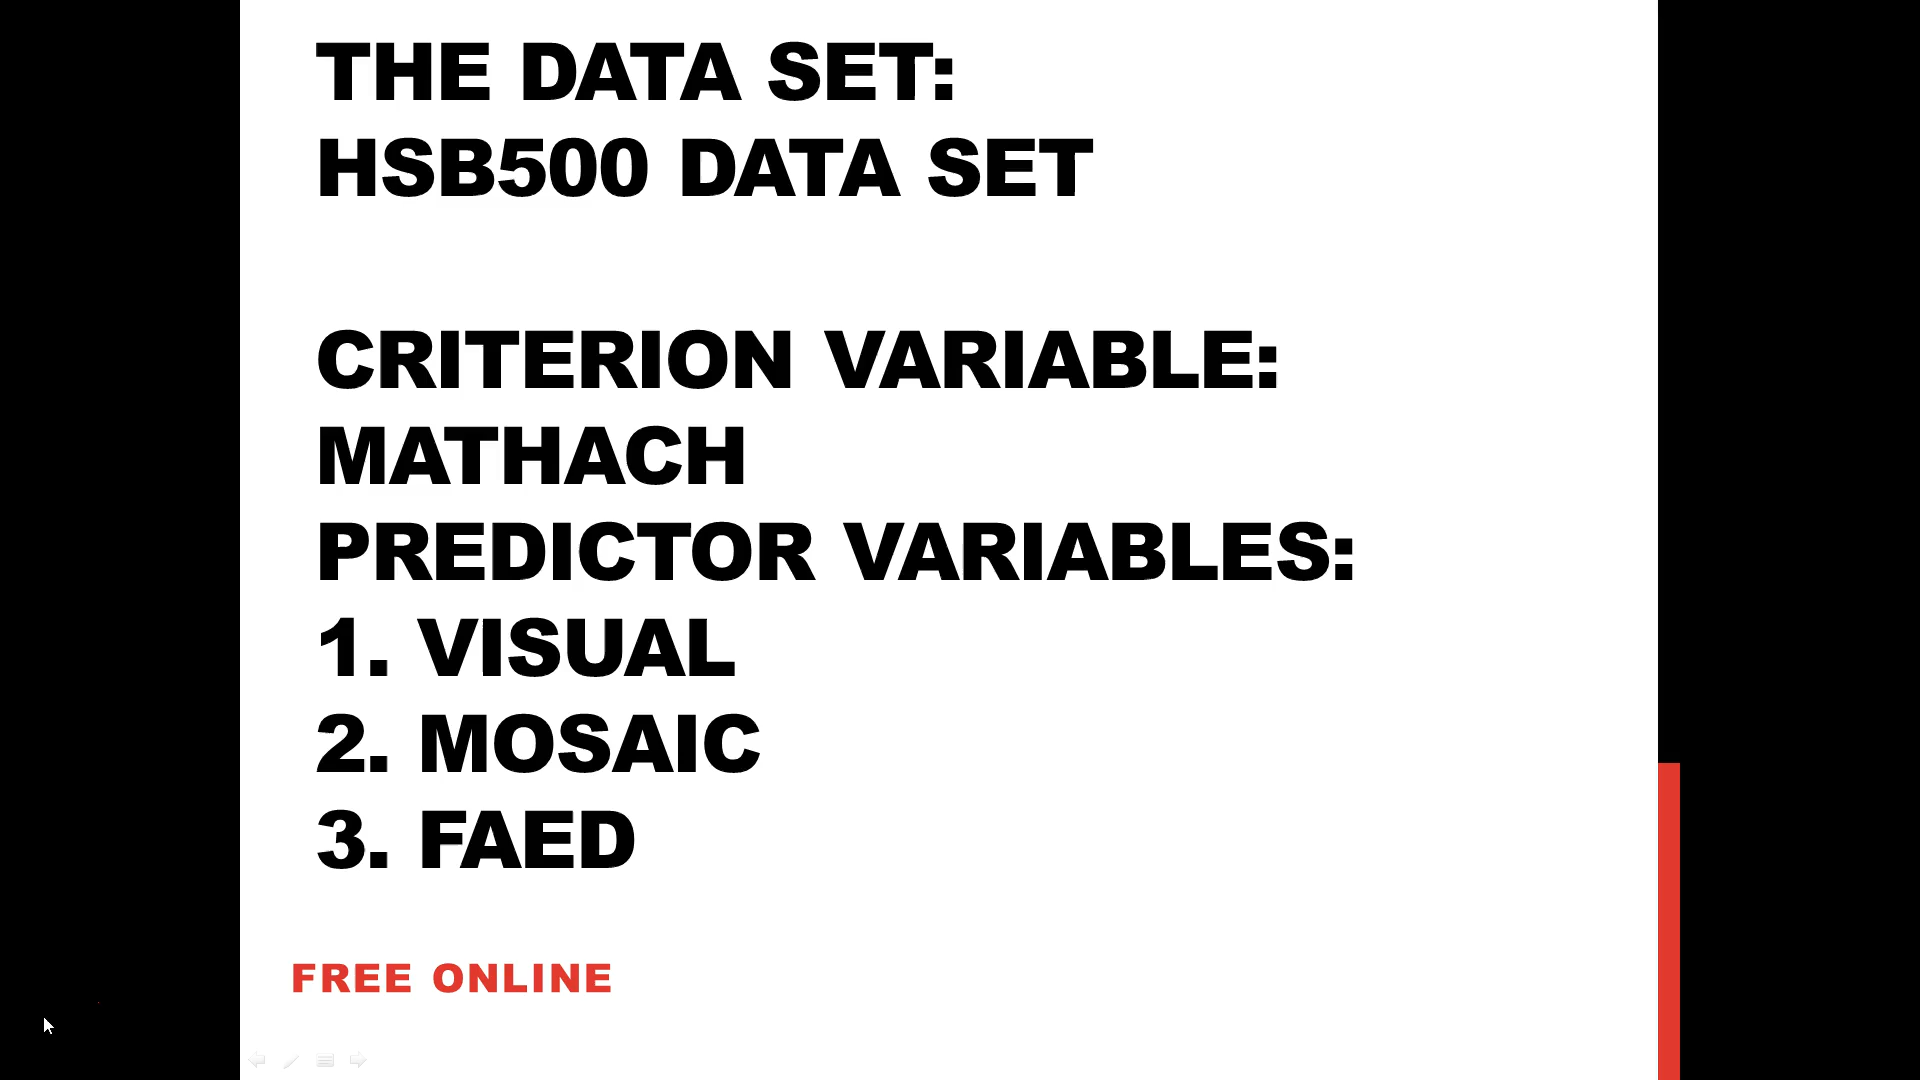 THE DATA SET:
HSB500 DATA SET
CRITERION VARIABLE:
MATHACH
PREDICTOR VARIABLES:
1. VISUAL
2. MOSAIC
3. FAED
FREE ONLINE